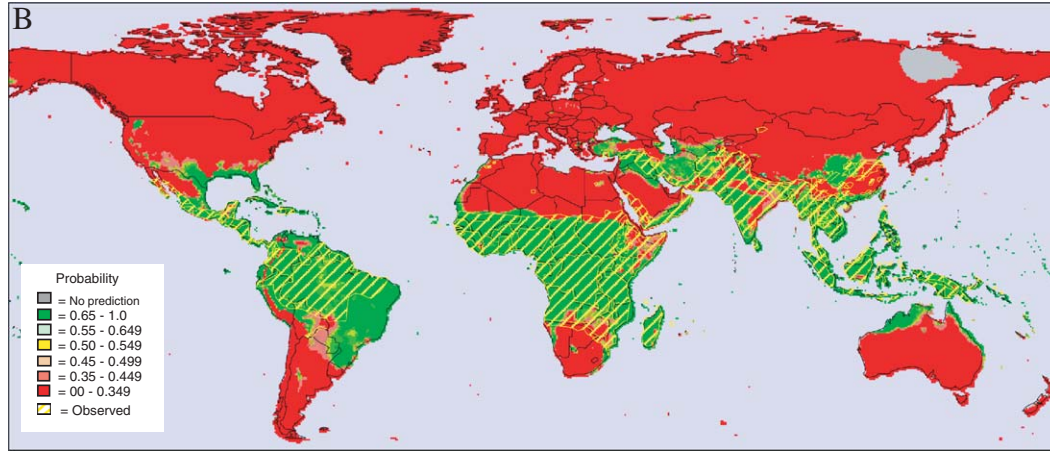 B
Probability
= No prediction
= 0.65 - 1.0
= 0.55 - 0.649
= 0.50 - 0.549
= 0.45 - 0.499
= 0.35 - 0.449
= 00 - 0.349
= Observed